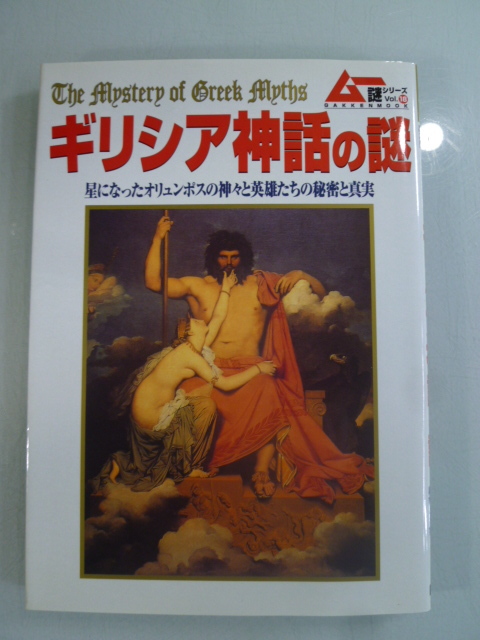 The Mystery of Greek Myths
ムー謎シリーズ
Vol.18
GAKKEN MOOK
ギリシア神話の謎
星になったオリュンポスの神々と英雄たちの秘密と真実